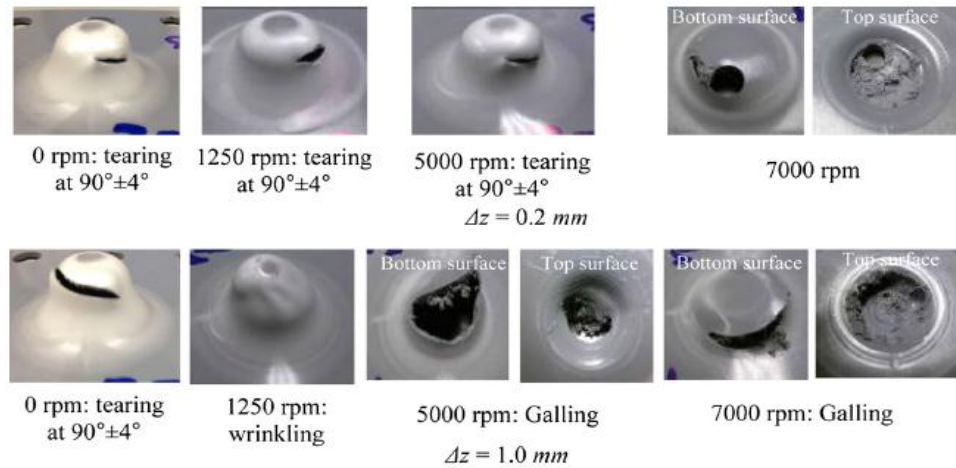 Bottom surface
Top surface
0 rpm: tearing
at 90°±4°
1250 rpm: tearing
at 90°±4°
5000 rpm: tearing
at 90°±4°
7000 rpm
Δz = 0.2 mm
Bottom surface
Top surface
Bottom surface
Top surface
0 rpm: tearing
at 90°±4°
1250 rpm:
wrinkling
5000 rpm: Galling
7000 rpm: Galling
Δz = 1.0 mm